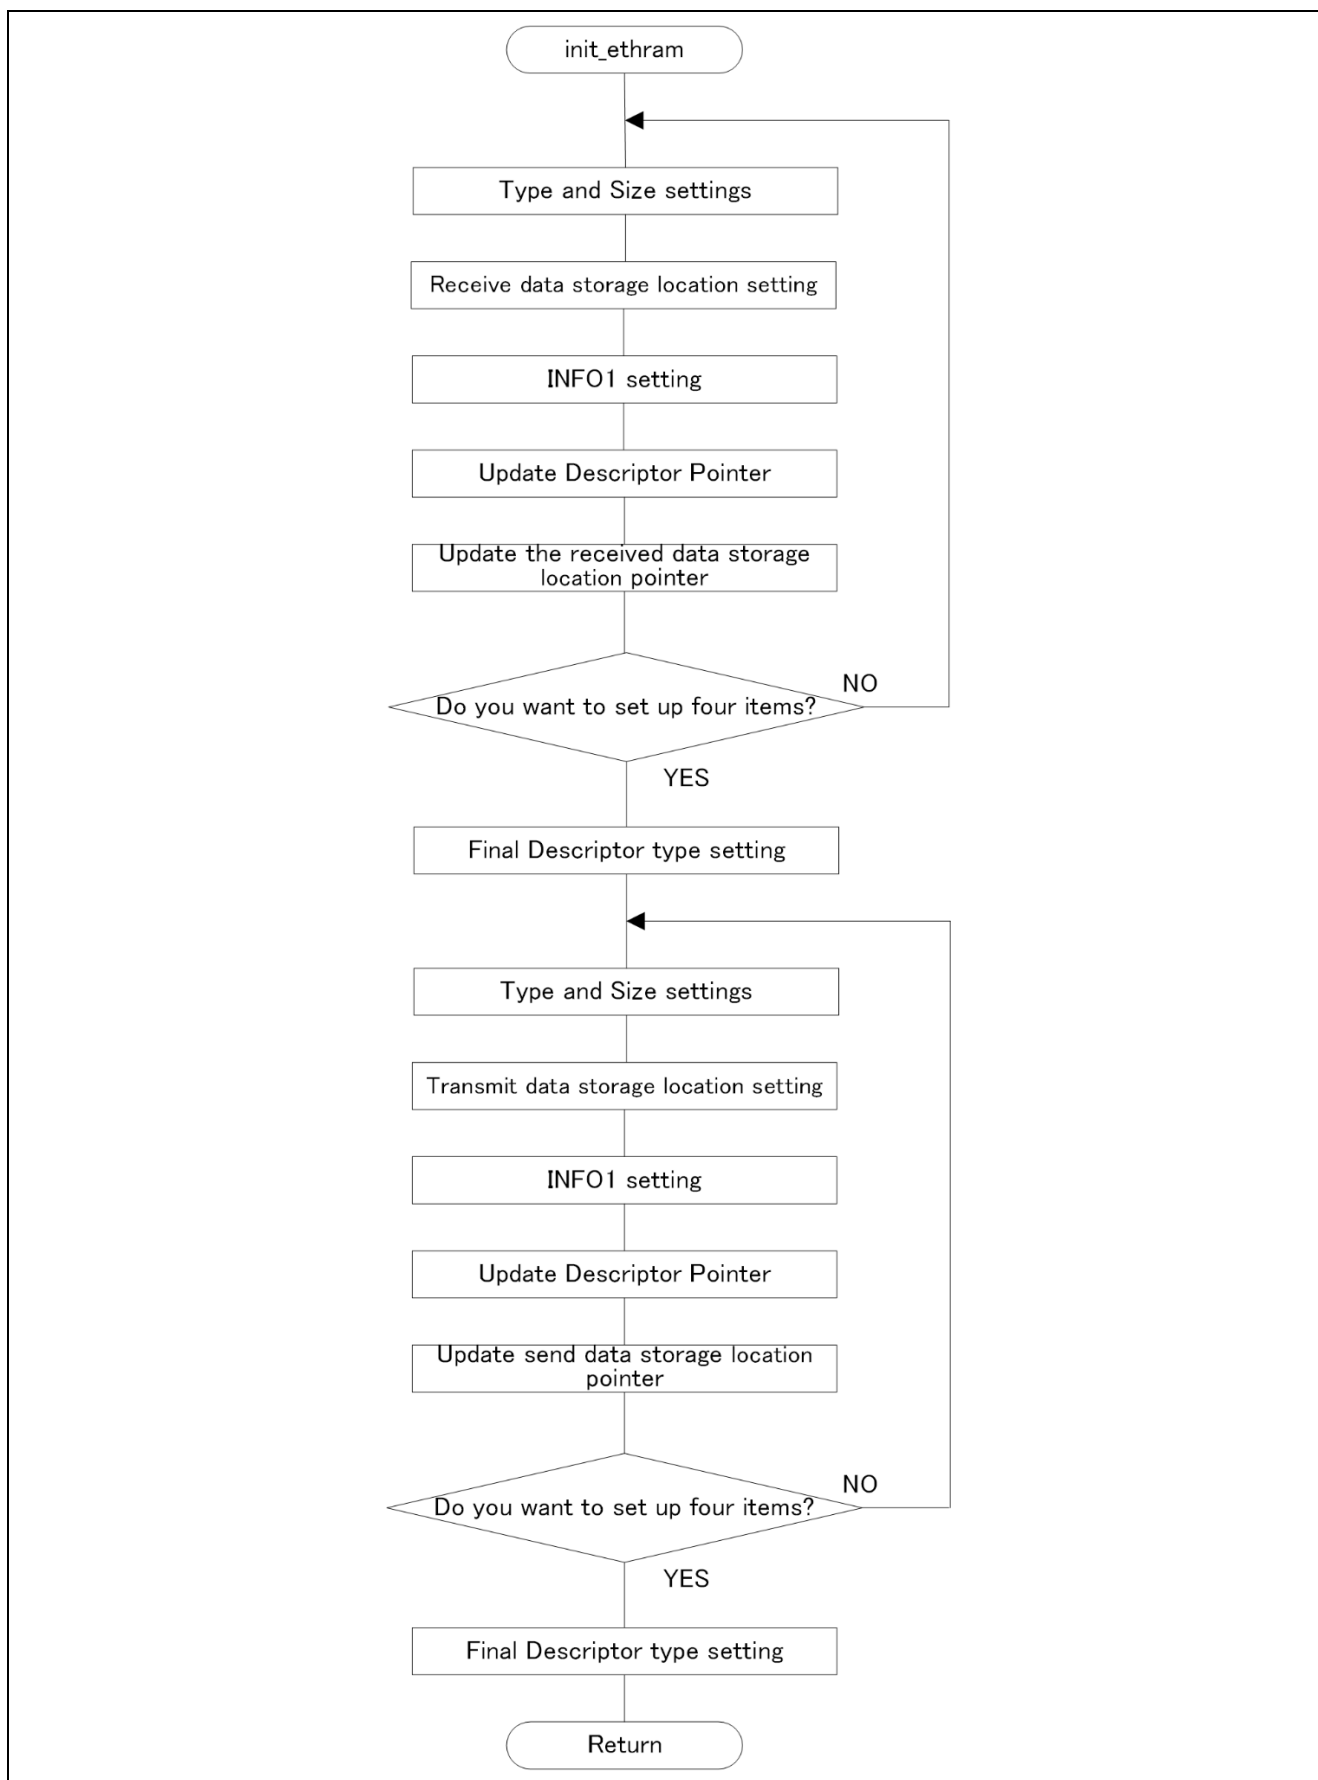 init_ethram
Type and Size settings
Receive data storage location setting
INFO1 setting
Update Descriptor Pointer
Update the received data storage
location pointer
NO
Do you want to set up four items?
YES
Final Descriptor type setting
Type and Size settings
Transmit data storage location setting
INFO1 setting
Update Descriptor Pointer
Update send data storage location
pointer
NO
Do you want to set up four items?
YES
Final Descriptor type setting
Return